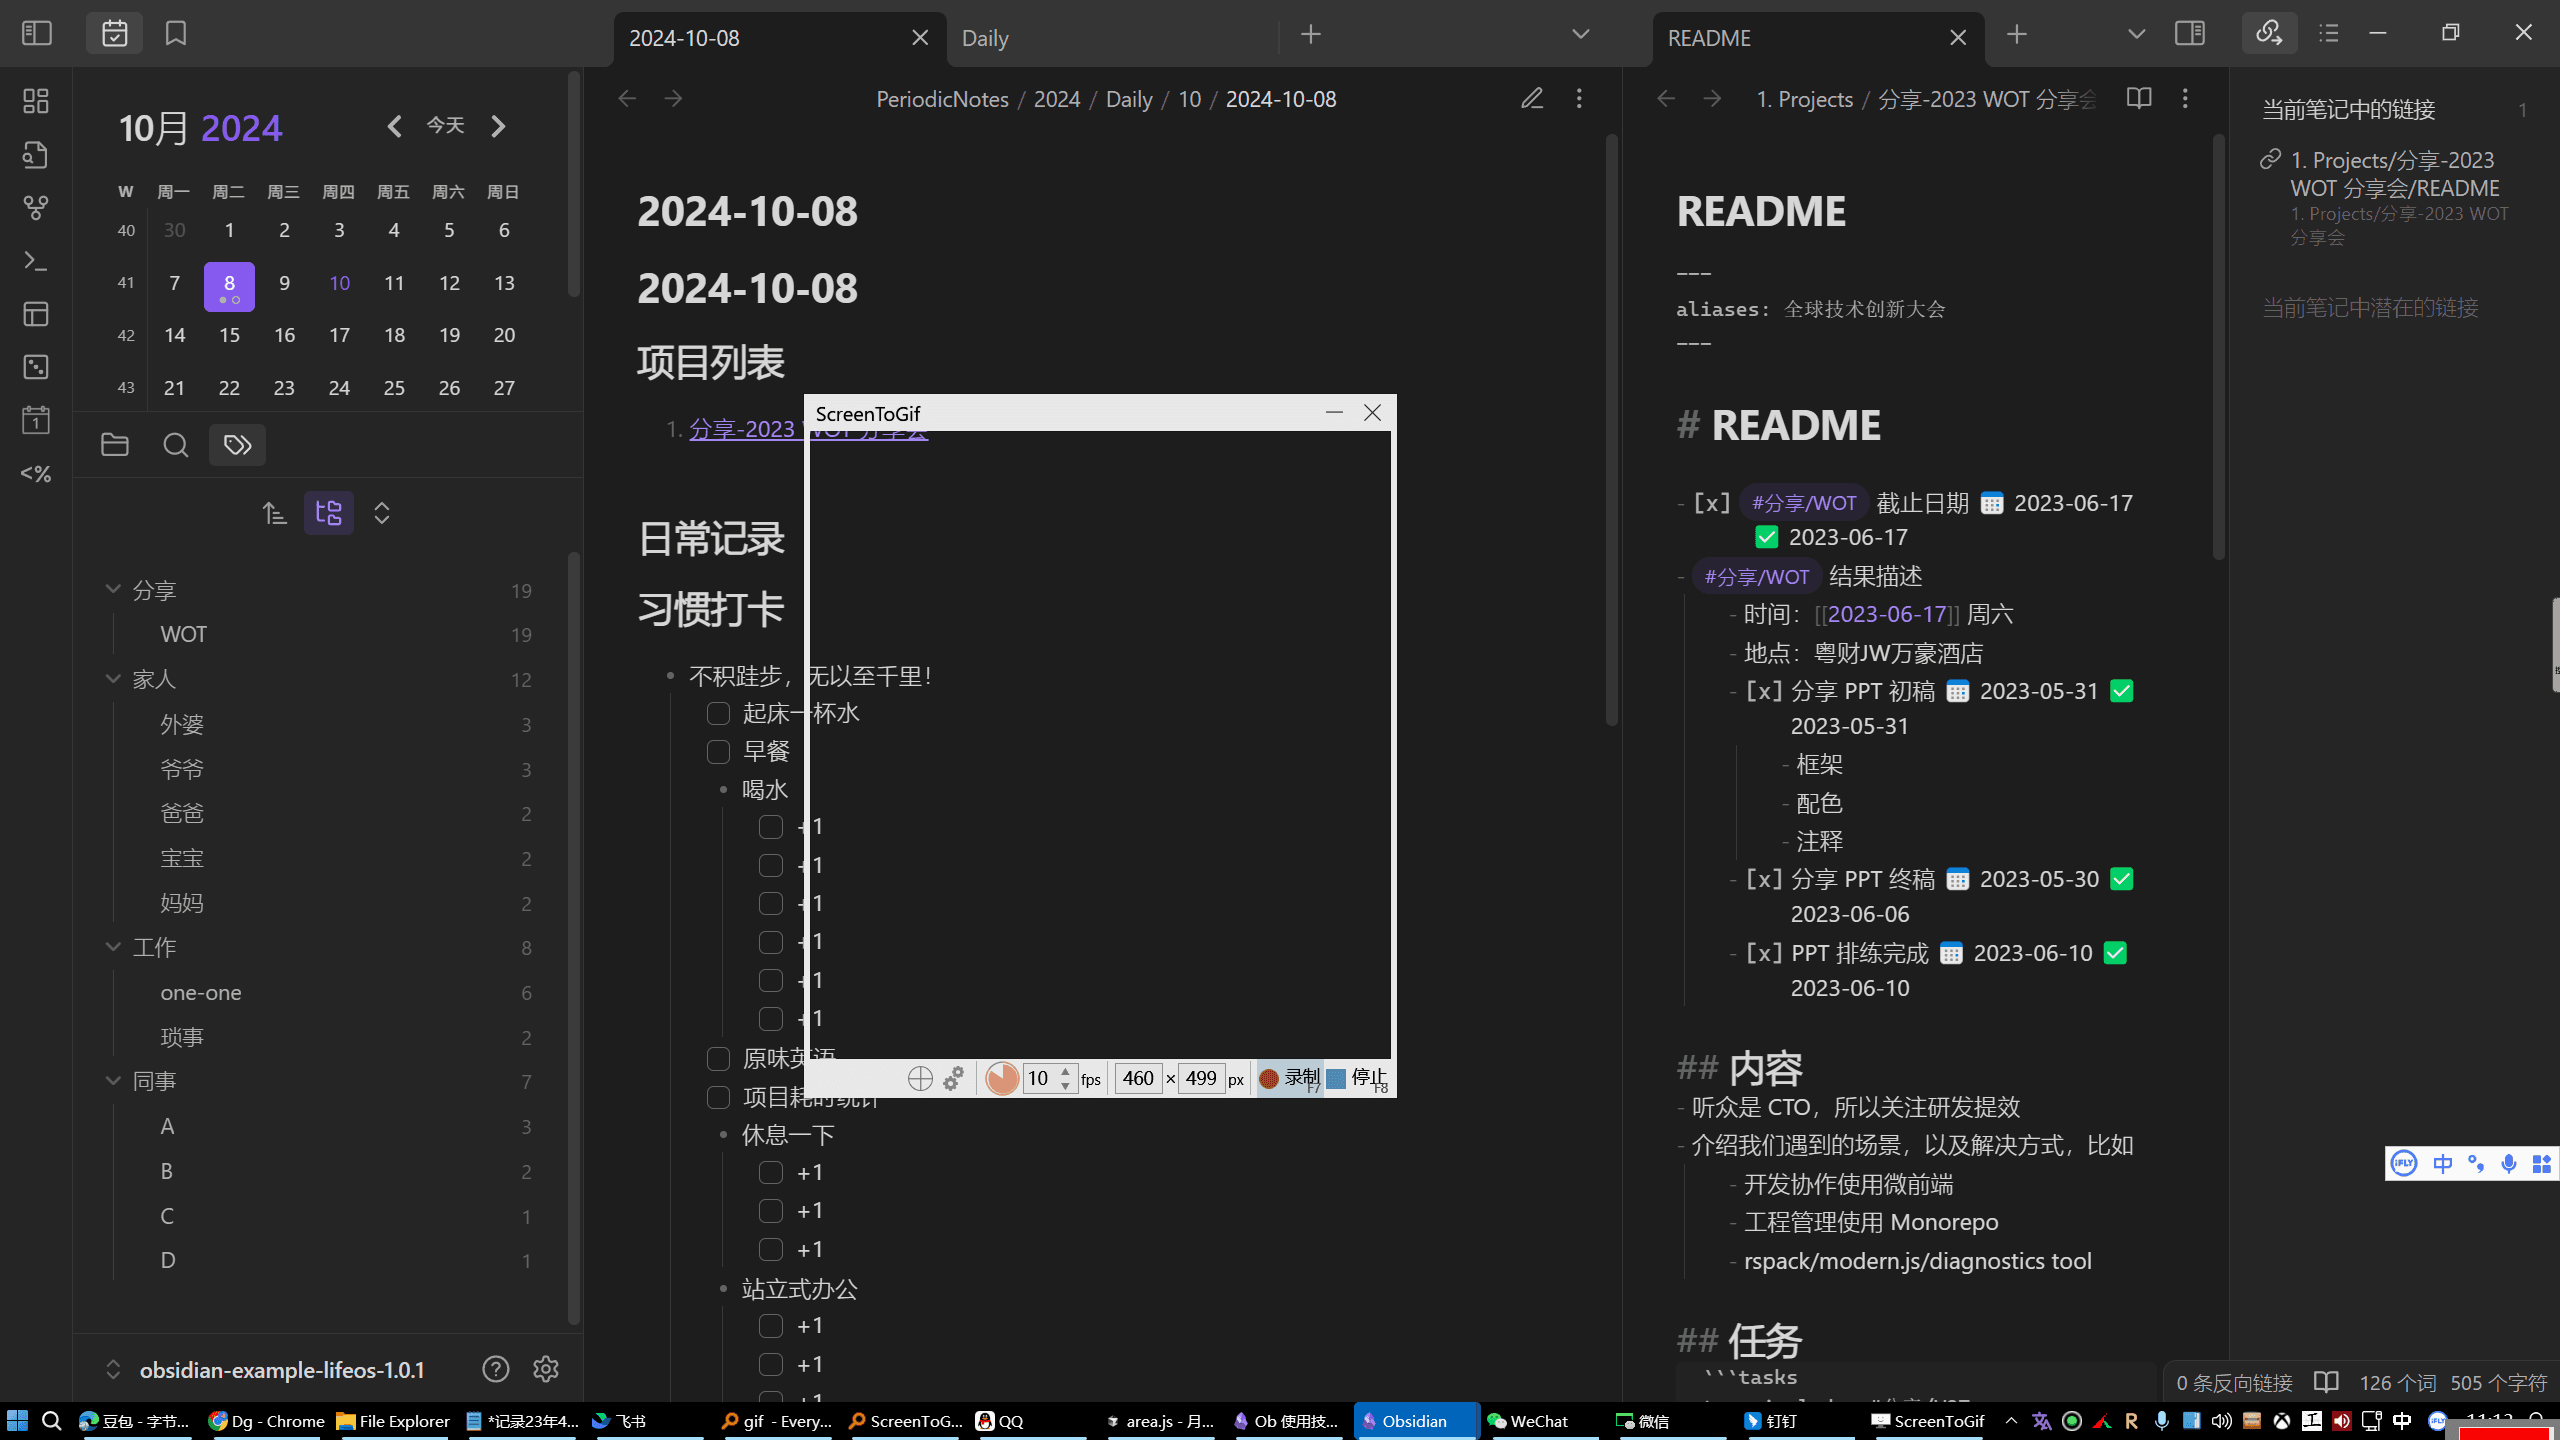 2024-10-08
Daily
README
10月 2024
今天
W 周一 周二 周三 周四 周五 周六 周日
40 30 1 2 3 4 5 6
41 7 8 9 10 11 12 13
42 14 15 16 17 18 19 20
43 21 22 23 24 25 26 27
分享 19
WOT 19
家人 12
外婆 3
爷爷 3
爸爸 2
宝宝 2
妈妈 2
工作 8
one-one 6
琐事 2
同事 7
A 3
B 2
C 1
D 1
obsidian-example-lifeos-1.0.1
PeriodicNotes / 2024 / Daily / 10 / 2024-10-08
2024-10-08
2024-10-08
项目列表
1. 分享-2023 WOT 分享会
日常记录
习惯打卡
不积跬步，无以至千里！
起床一杯水
早餐
喝水
+1
+1
+1
+1
+1
+1
原味英语
项目耗时统计
休息一下
+1
+1
+1
站立式办公
+1
+1
+1
ScreenToGif
10 fps 460 × 499 px 录制 F7 停止 F8
1. Projects / 分享-2023 WOT 分享会
README
---
aliases: 全球技术创新大会
---
# README
- [x] #分享/WOT 截止日期 📅 2023-06-17
✅ 2023-06-17
- #分享/WOT 结果描述
- 时间：[[2023-06-17]] 周六
- 地点：粤财JW万豪酒店
- [x] 分享 PPT 初稿 📅 2023-05-31 ✅
2023-05-31
- 框架
- 配色
- 注释
- [x] 分享 PPT 终稿 📅 2023-05-30 ✅
2023-06-06
- [x] PPT 排练完成 📅 2023-06-10 ✅
2023-06-10
## 内容
- 听众是 CTO，所以关注研发提效
- 介绍我们遇到的场景，以及解决方式，比如
- 开发协作使用微前端
- 工程管理使用 Monorepo
- rspack/modern.js/diagnostics tool
## 任务
```tasks
当前笔记中的链接 1
1. Projects/分享-2023
WOT 分享会/README
1. Projects/分享-2023 WOT
分享会
当前笔记中潜在的链接
iFLY 中
0 条反向链接 126 个词 505 个字符
豆包 - 字节... Dg - Chrome File Explorer *记录23年4... 飞书 gif - Every... ScreenToG... QQ area.js - 月... Ob 使用技... Obsidian WeChat 微信 钉钉 ScreenToGif 中